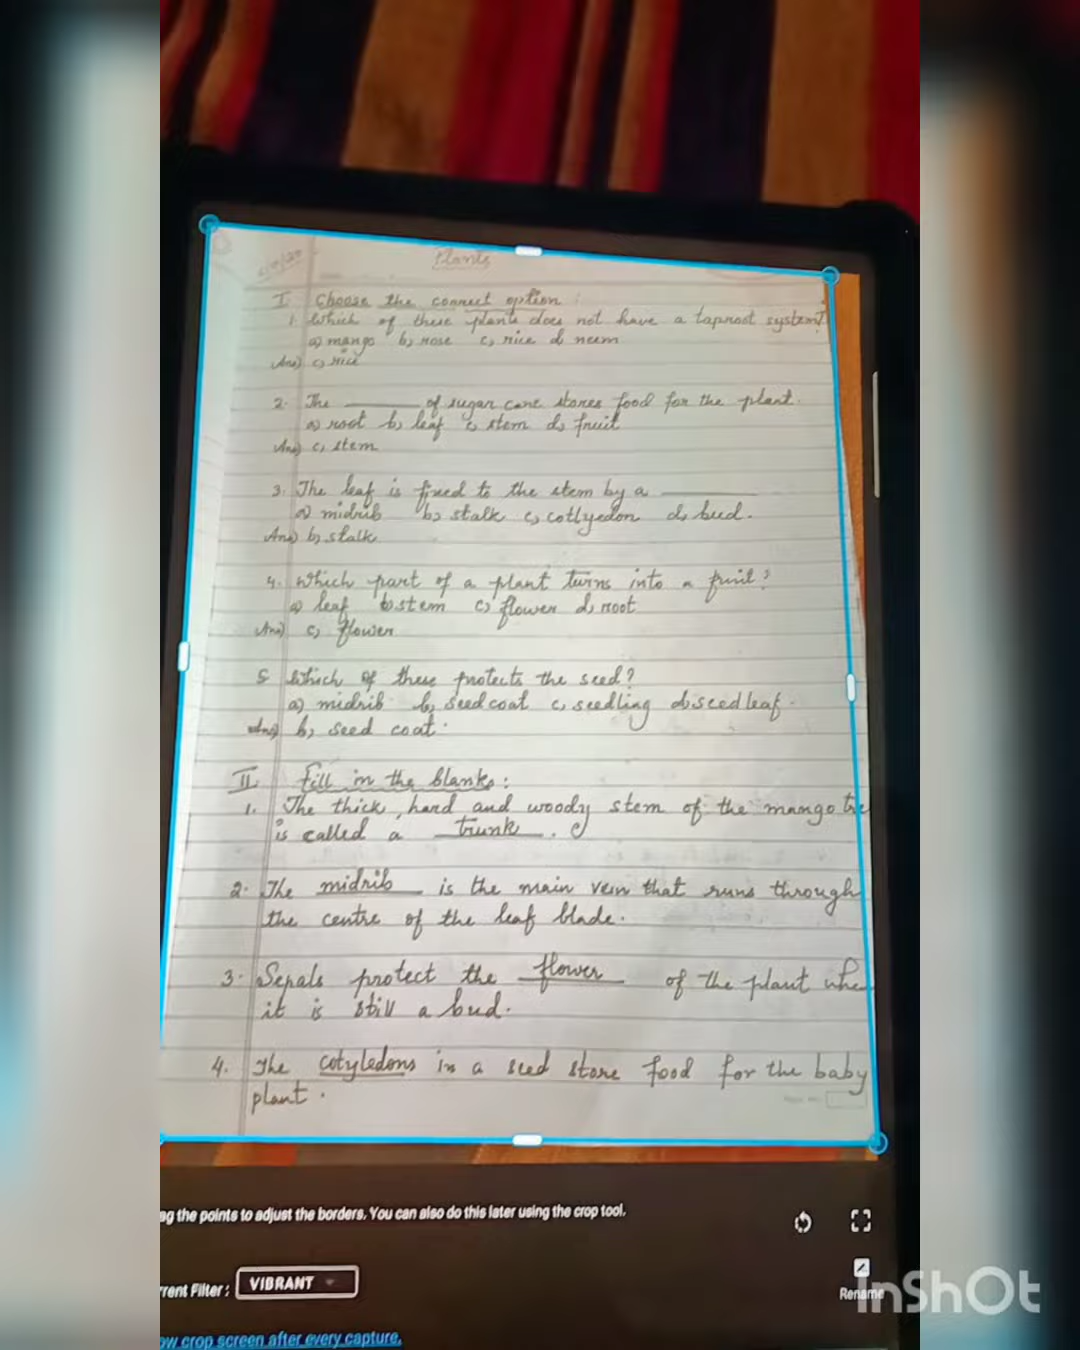 Plants
I Choose the correct option :
1. Which of these plants does not have a taproot system?
a) mango b) rose c) rice d) neem
Ans) c) rice
2. The ______ of sugar cane stores food for the plant.
a) root b) leaf c) stem d) fruit
Ans) c) stem
3. The leaf is fixed to the stem by a ______
a) midrib b) stalk c) cotlyedon d) bud.
Ans) b) stalk
4. Which part of a plant turns into a fruit?
a) leaf b) stem c) flower d) root
Ans) c) flower
5 Which of these protects the seed?
a) midrib b) seed coat c) seedling d) seed leaf.
Ans) b) seed coat.
II Fill in the blanks :
1. The thick, hard and woody stem of the mango tre
is called a trunk.
2. The midrib is the main vein that runs through
the centre of the leaf blade.
3. Sepals protect the flower of the plant whe
it is still a bud.
4. The cotyledons in a seed store food for the baby
plant.
ag the points to adjust the borders. You can also do this later using the crop tool.
rrent Filter : VIBRANT
Rename
ow crop screen after every capture.
InShOt